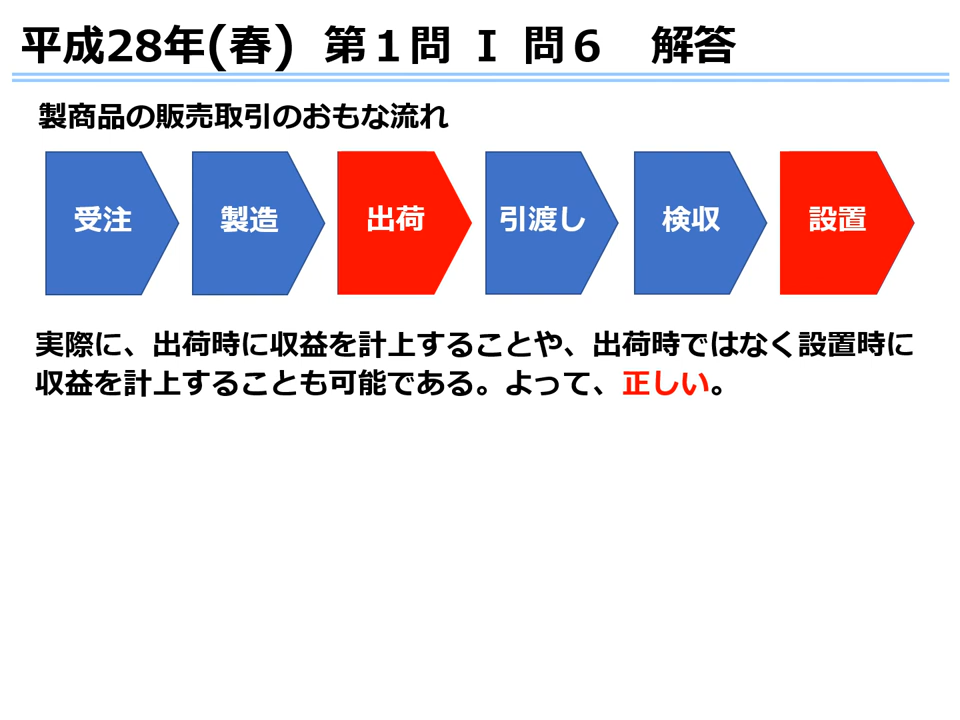 平成28年(春) 第１問 Ⅰ 問６　解答
製商品の販売取引のおもな流れ
受注
製造
出荷
引渡し
検収
設置
実際に、出荷時に収益を計上することや、出荷時ではなく設置時に
収益を計上することも可能である。よって、正しい。